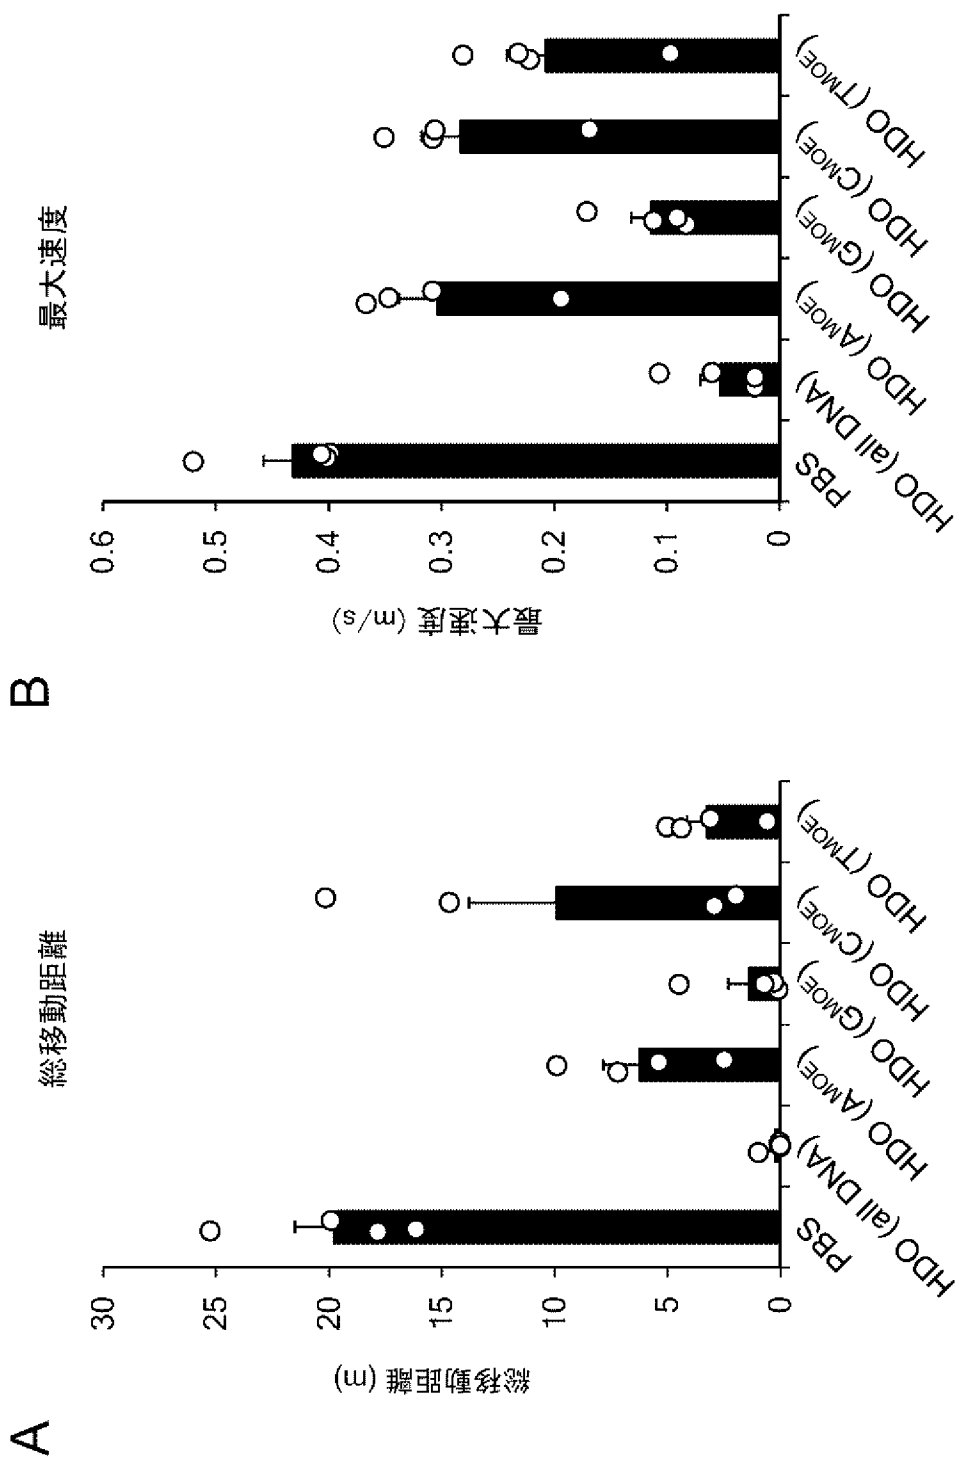 A
総移動距離
総移動距離 (m)
30
25
20
15
10
5
0
PBS
HDO (all DNA)
HDO (AMOE)
HDO (GMOE)
HDO (CMOE)
HDO (TMOE)
B
最大速度
最大速度 (m/s)
0.6
0.5
0.4
0.3
0.2
0.1
0
PBS
HDO (all DNA)
HDO (AMOE)
HDO (GMOE)
HDO (CMOE)
HDO (TMOE)